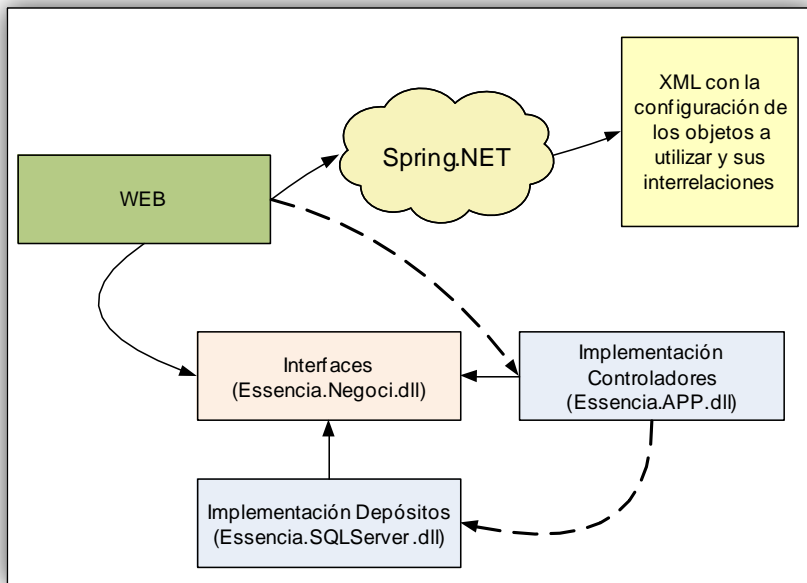 XML con la
configuración de
los objetos a
utilizar y sus
interrelaciones
Spring.NET
WEB
Interfaces
(Essencia.Negoci.dll)
Implementación
Controladores
(Essencia.APP.dll)
Implementación Depósitos
(Essencia.SQLServer.dll)